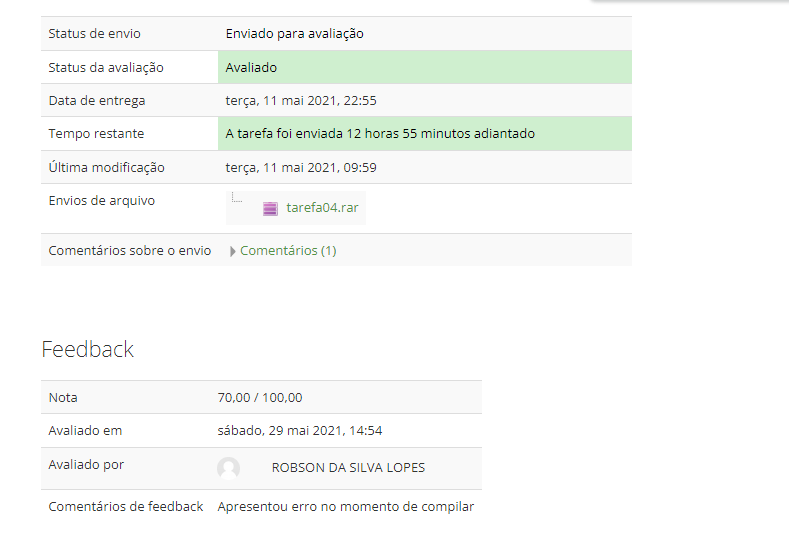 Status de envio Enviado para avaliação
Status da avaliação Avaliado
Data de entrega terça, 11 mai 2021, 22:55
Tempo restante A tarefa foi enviada 12 horas 55 minutos adiantado
Última modificação terça, 11 mai 2021, 09:59
Envios de arquivo
tarefa04.rar
Comentários sobre o envio Comentários (1)
Feedback
Nota 70,00 / 100,00
Avaliado em sábado, 29 mai 2021, 14:54
Avaliado por ROBSON DA SILVA LOPES
Comentários de feedback Apresentou erro no momento de compilar